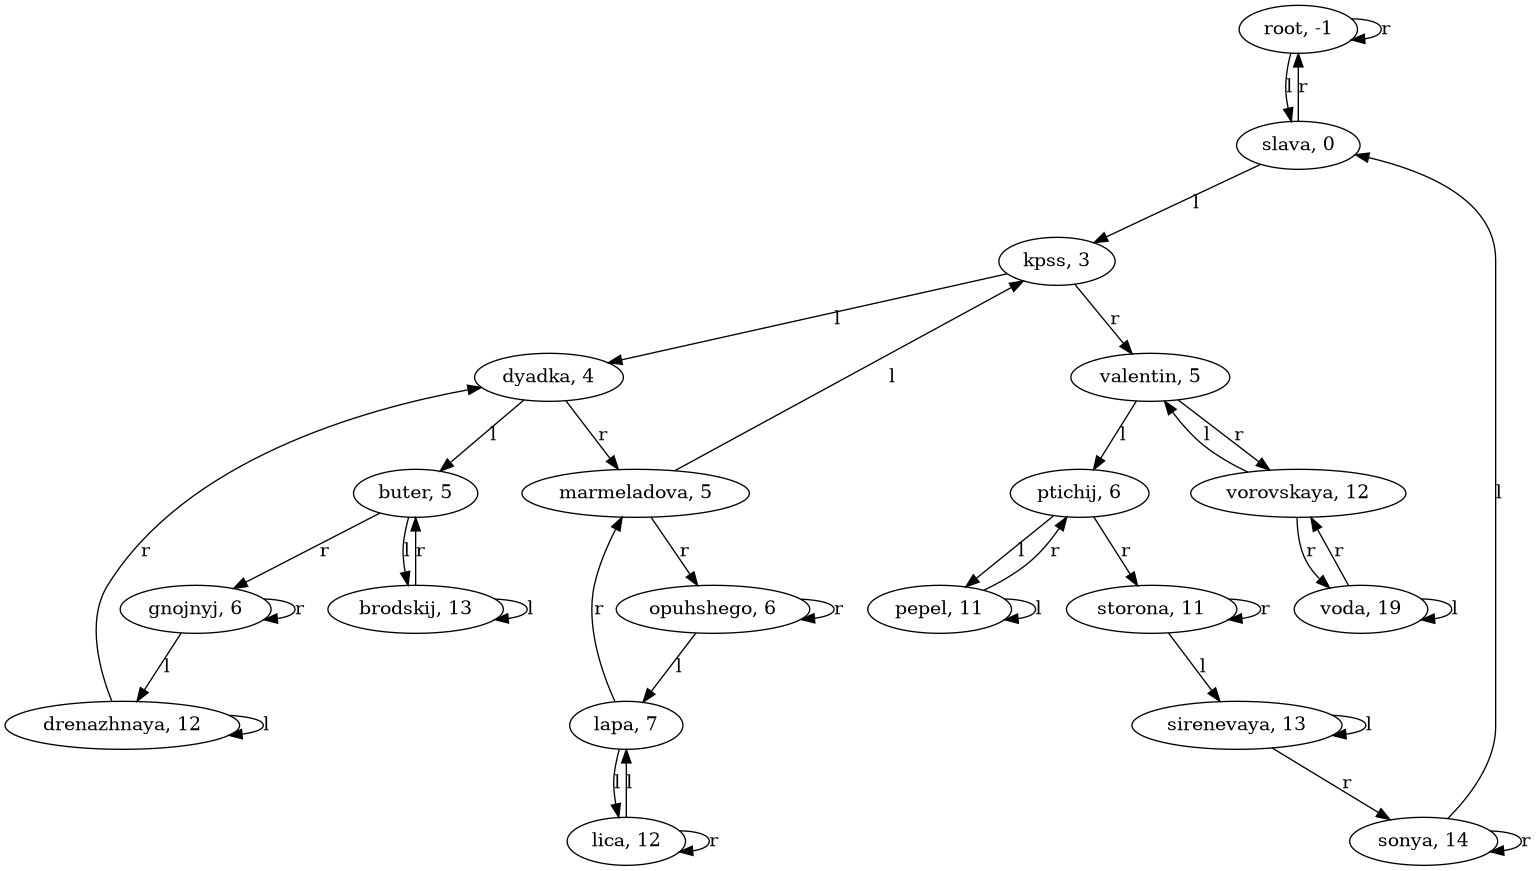 root, -1
r
l
r
slava, 0
l
kpss, 3
l
r
dyadka, 4
valentin, 5
l
r
l
l
l
r
buter, 5
marmeladova, 5
ptichij, 6
vorovskaya, 12
l
r
r
l
r
r
l
r
r
r
r
gnojnyj, 6
r
brodskij, 13
l
opuhshego, 6
r
pepel, 11
l
storona, 11
r
voda, 19
l
l
l
l
drenazhnaya, 12
l
lapa, 7
sirenevaya, 13
l
l
l
r
lica, 12
r
sonya, 14
r